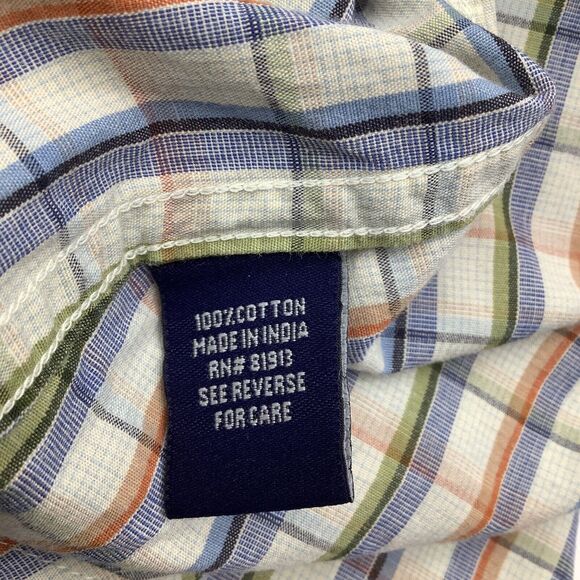 100% COTTON
MADE IN INDIA
RN# 81913
SEE REVERSE
FOR CARE